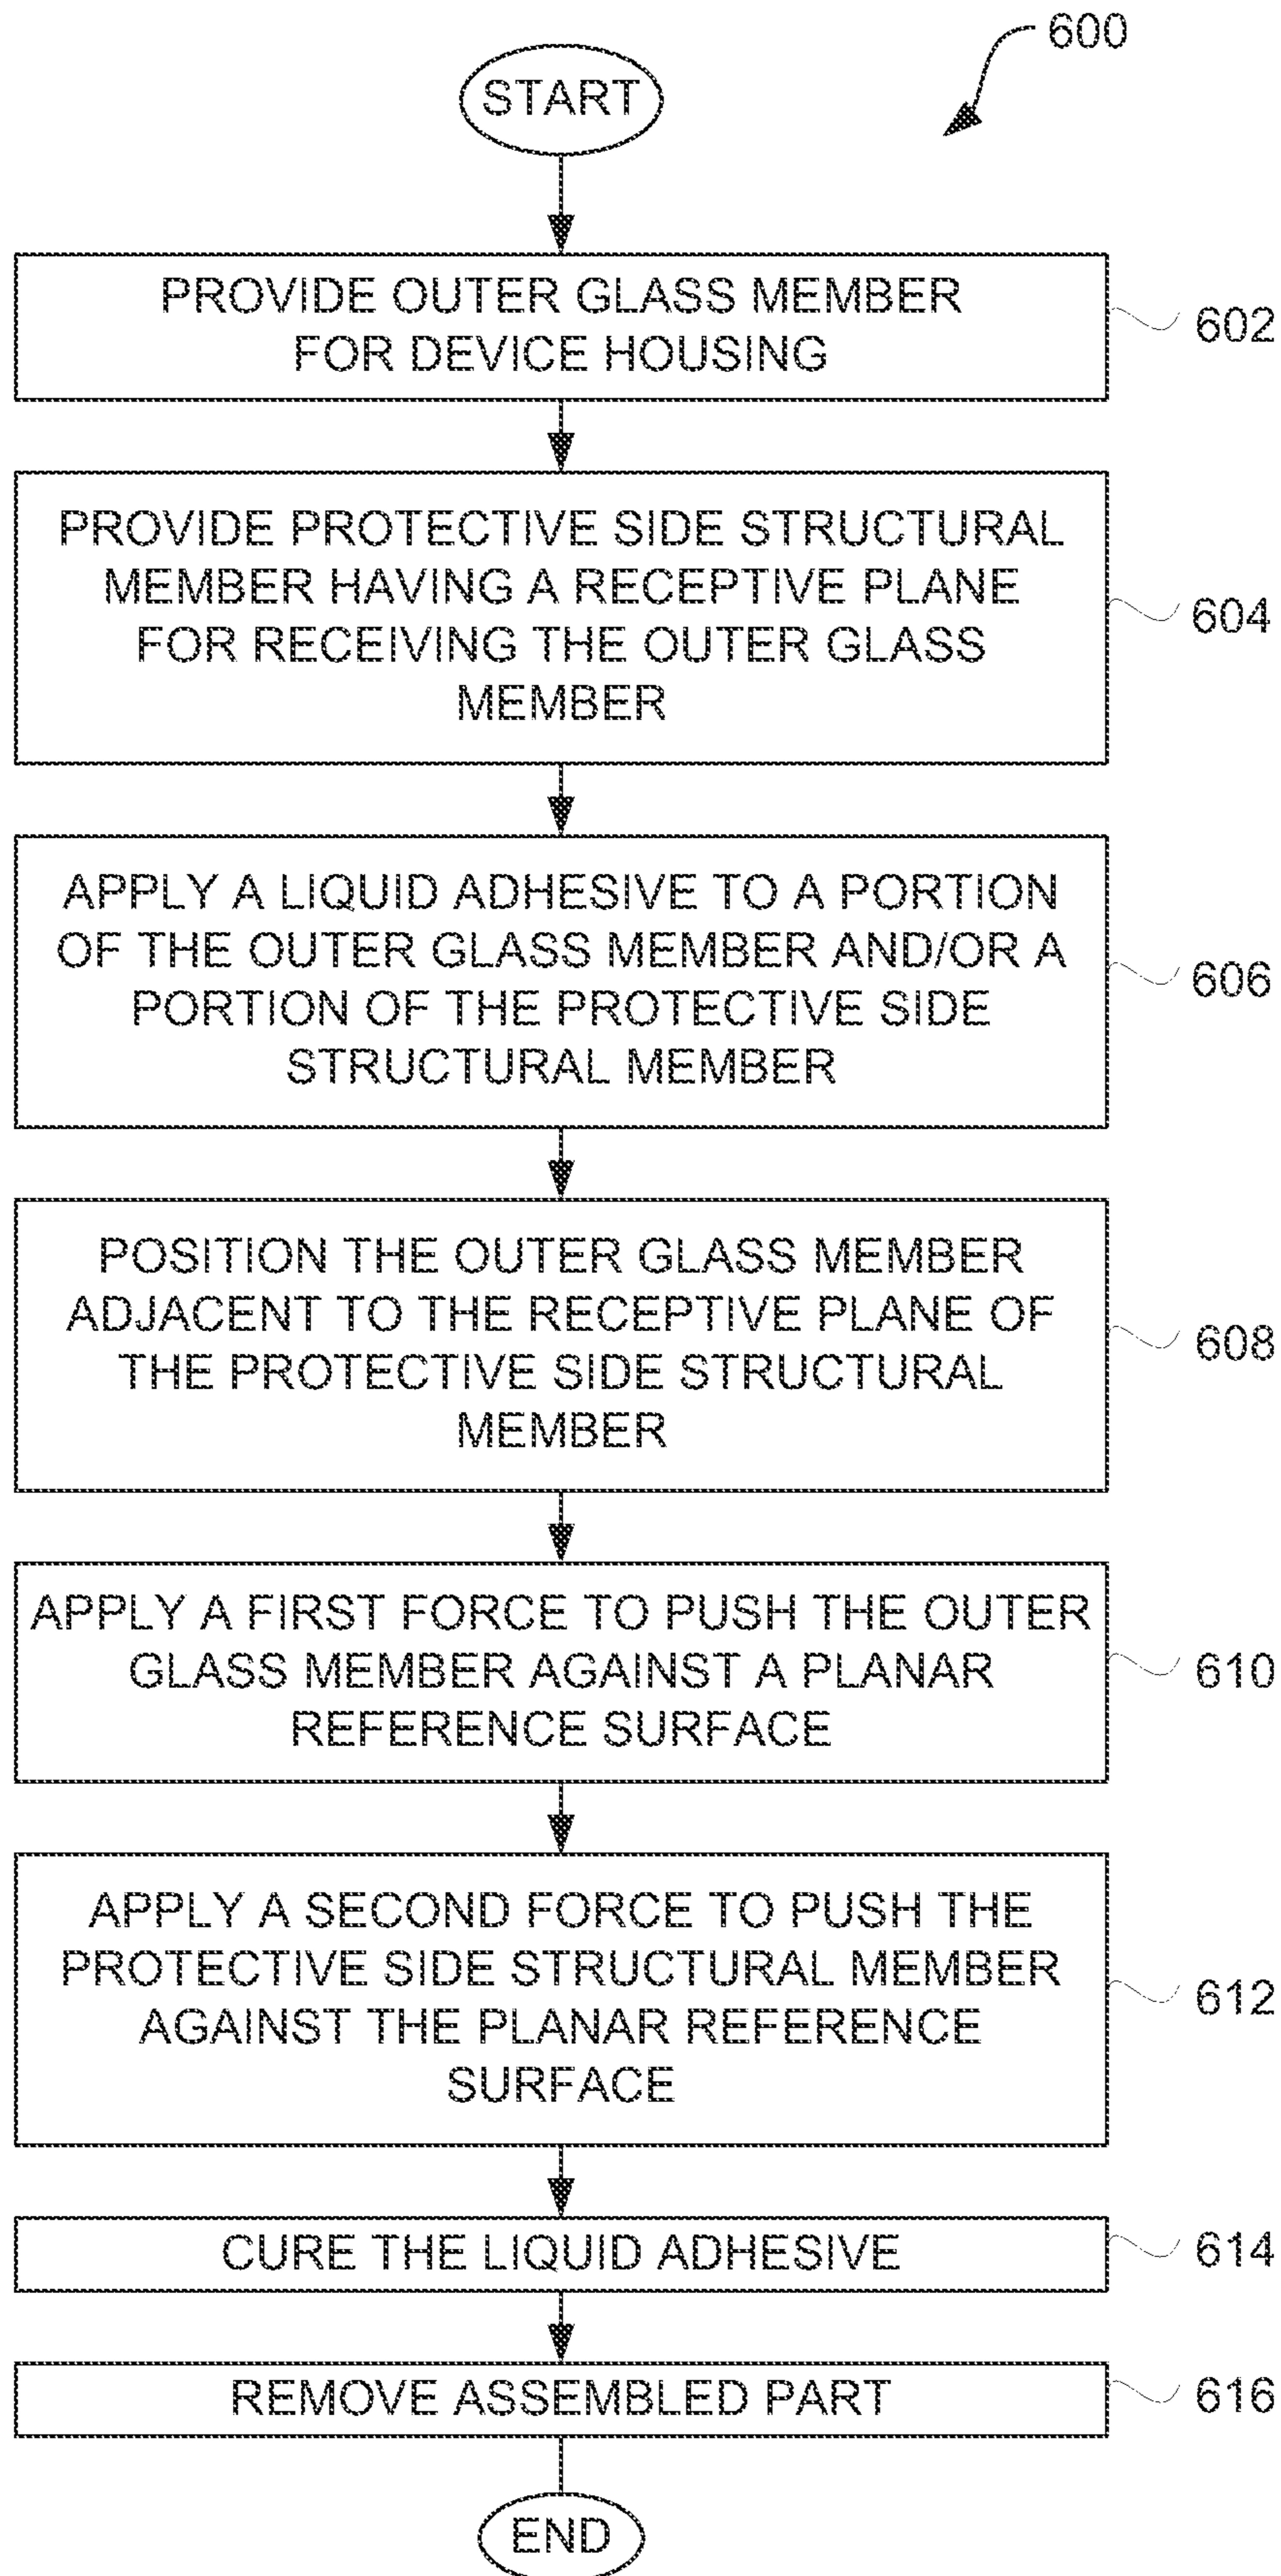 600
START
PROVIDE OUTER GLASS MEMBER
FOR DEVICE HOUSING
602
PROVIDE PROTECTIVE SIDE STRUCTURAL
MEMBER HAVING A RECEPTIVE PLANE
FOR RECEIVING THE OUTER GLASS
MEMBER
604
APPLY A LIQUID ADHESIVE TO A PORTION
OF THE OUTER GLASS MEMBER AND/OR A
PORTION OF THE PROTECTIVE SIDE
STRUCTURAL MEMBER
606
POSITION THE OUTER GLASS MEMBER
ADJACENT TO THE RECEPTIVE PLANE OF
THE PROTECTIVE SIDE STRUCTURAL
MEMBER
608
APPLY A FIRST FORCE TO PUSH THE OUTER
GLASS MEMBER AGAINST A PLANAR
REFERENCE SURFACE
610
APPLY A SECOND FORCE TO PUSH THE
PROTECTIVE SIDE STRUCTURAL MEMBER
AGAINST THE PLANAR REFERENCE
SURFACE
612
CURE THE LIQUID ADHESIVE
614
REMOVE ASSEMBLED PART
616
END